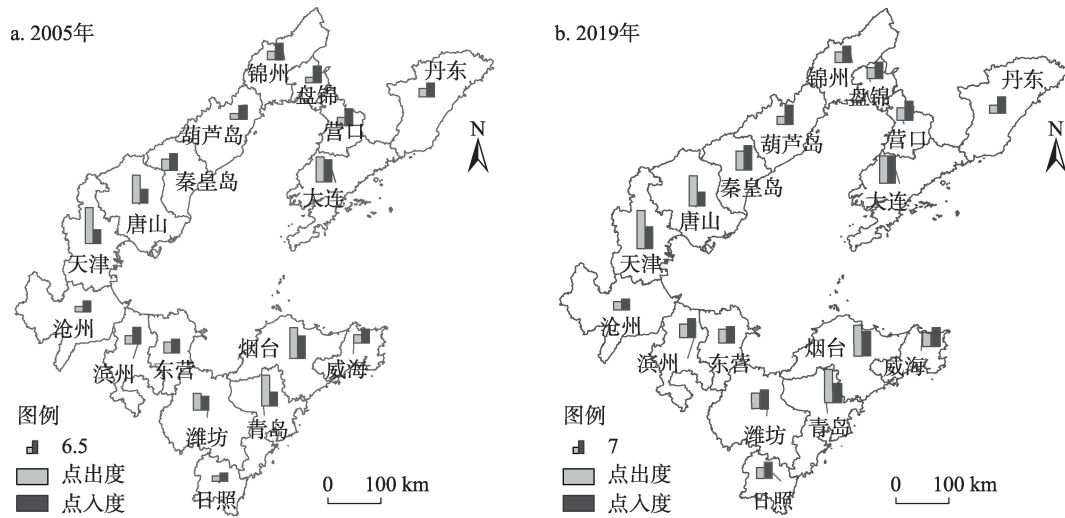 a. 2005年
锦州
盘锦
丹东
葫芦岛
营口
N
秦皇岛
大连
唐山
天津
沧州
滨州
东营
烟台
威海
潍坊
青岛
日照
图例
6.5
点出度
点入度
0 100 km
b. 2019年
锦州
盘锦
丹东
葫芦岛
营口
N
秦皇岛
大连
唐山
天津
沧州
滨州
东营
烟台
威海
潍坊
青岛
日照
图例
7
点出度
点入度
0 100 km